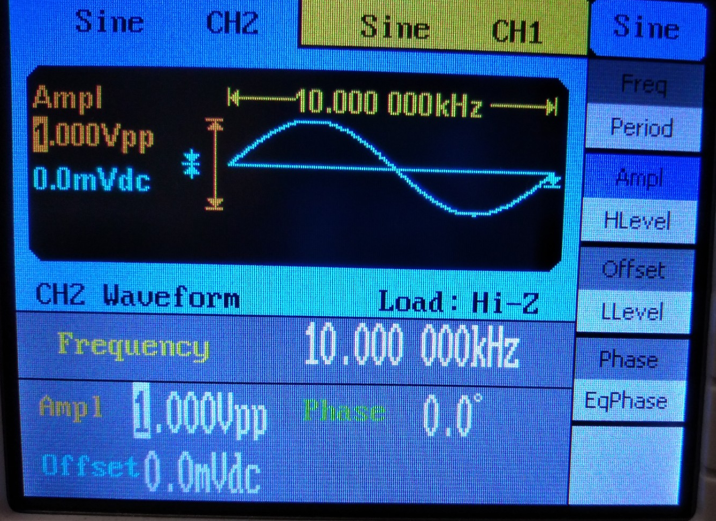 Sine CH2
Sine CH1
Sine
Ampl
1.000Vpp
0.0mVdc
10.000 000kHz
CH2 Waveform
Load: Hi-Z
Frequency 10.000 000kHz
Ampl 1.000Vpp Phase 0.0°
Offset 0.0mVdc
Freq
Period
Ampl
HLevel
Offset
LLevel
Phase
EqPhase